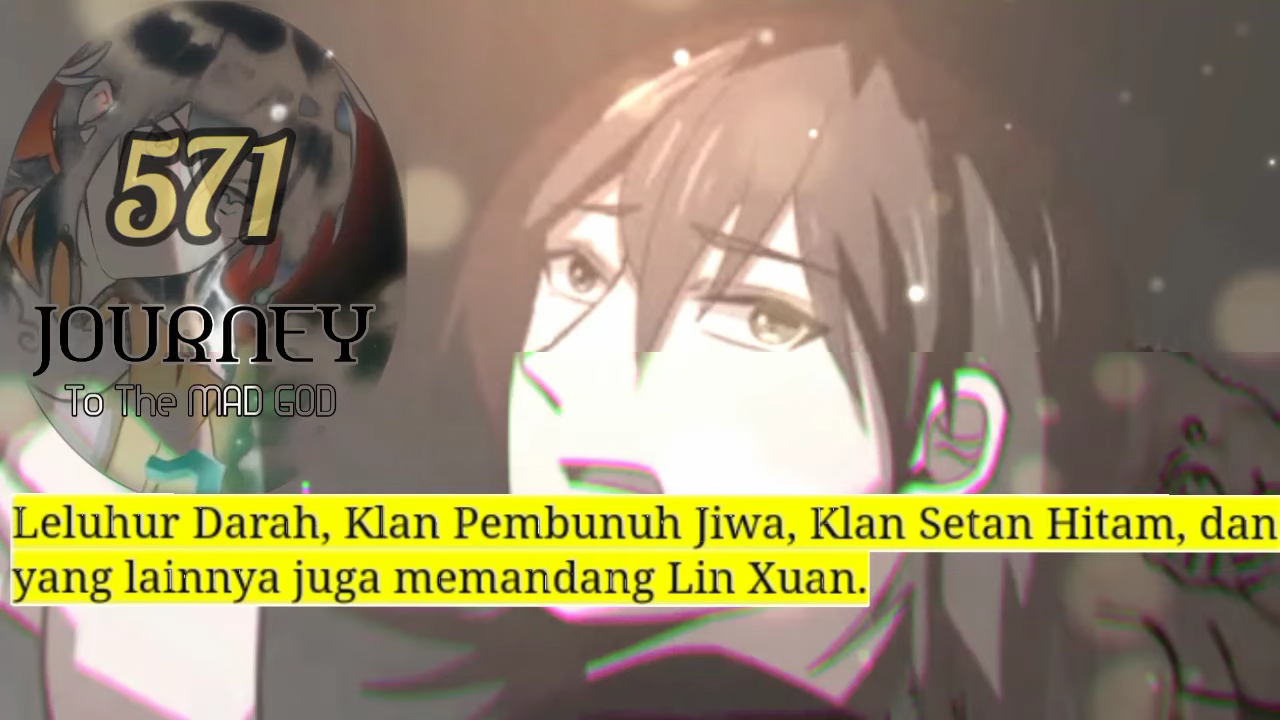 571
JOURNEY
To The MAD GOD
Leluhur Darah, Klan Pembunuh Jiwa, Klan Setan Hitam, dan
yang lainnya juga memandang Lin Xuan.